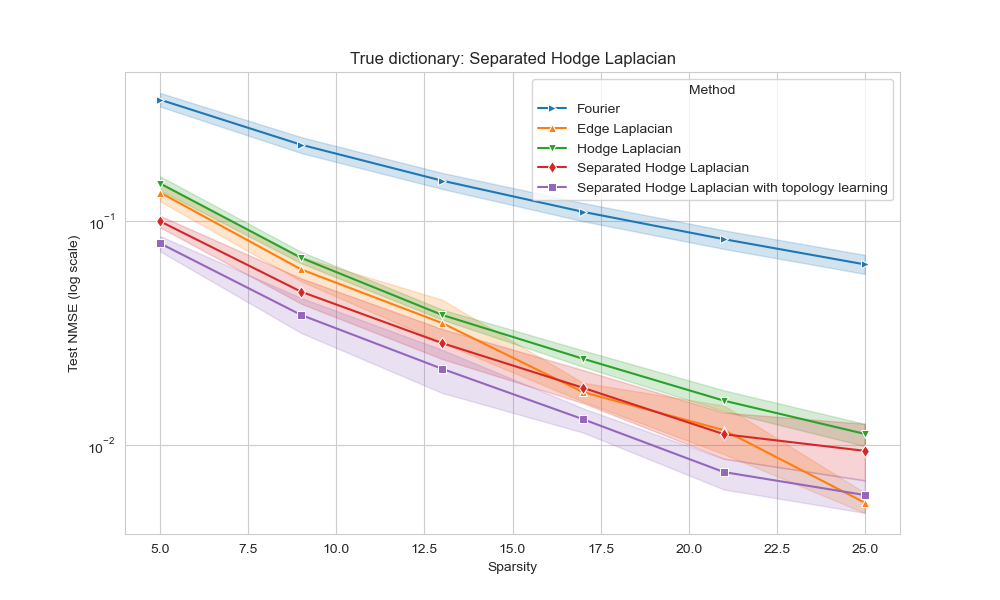 True dictionary: Separated Hodge Laplacian
Method
Fourier
Edge Laplacian
Hodge Laplacian
Separated Hodge Laplacian
Separated Hodge Laplacian with topology learning
Test NMSE (log scale)
10⁻¹
10⁻²
5.0 7.5 10.0 12.5 15.0 17.5 20.0 22.5 25.0
Sparsity